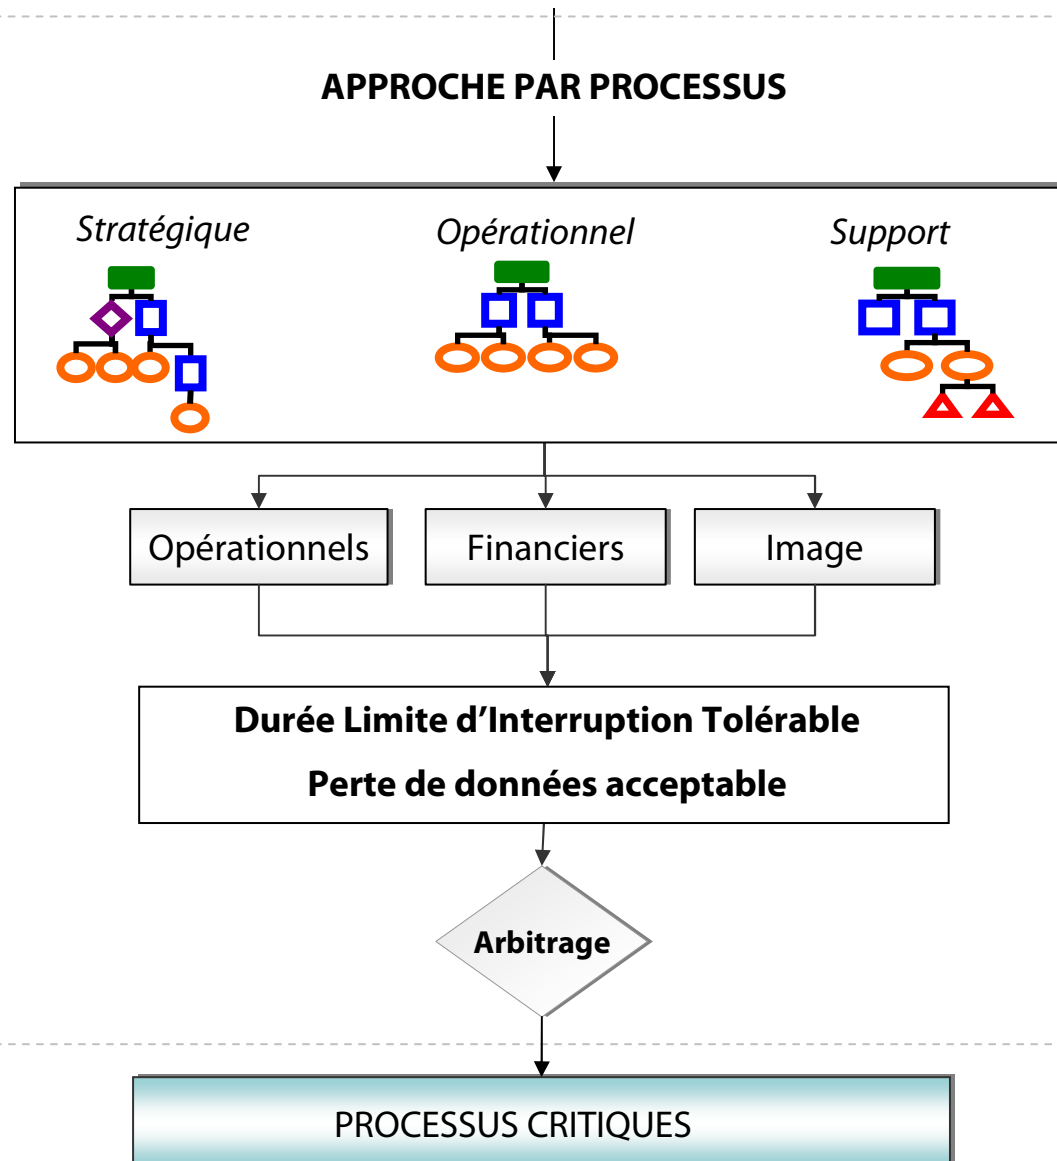 APPROCHE PAR PROCESSUS
Stratégique
Opérationnel
Support
Opérationnels
Financiers
Image
Durée Limite d’Interruption Tolérable
Perte de données acceptable
Arbitrage
PROCESSUS CRITIQUES